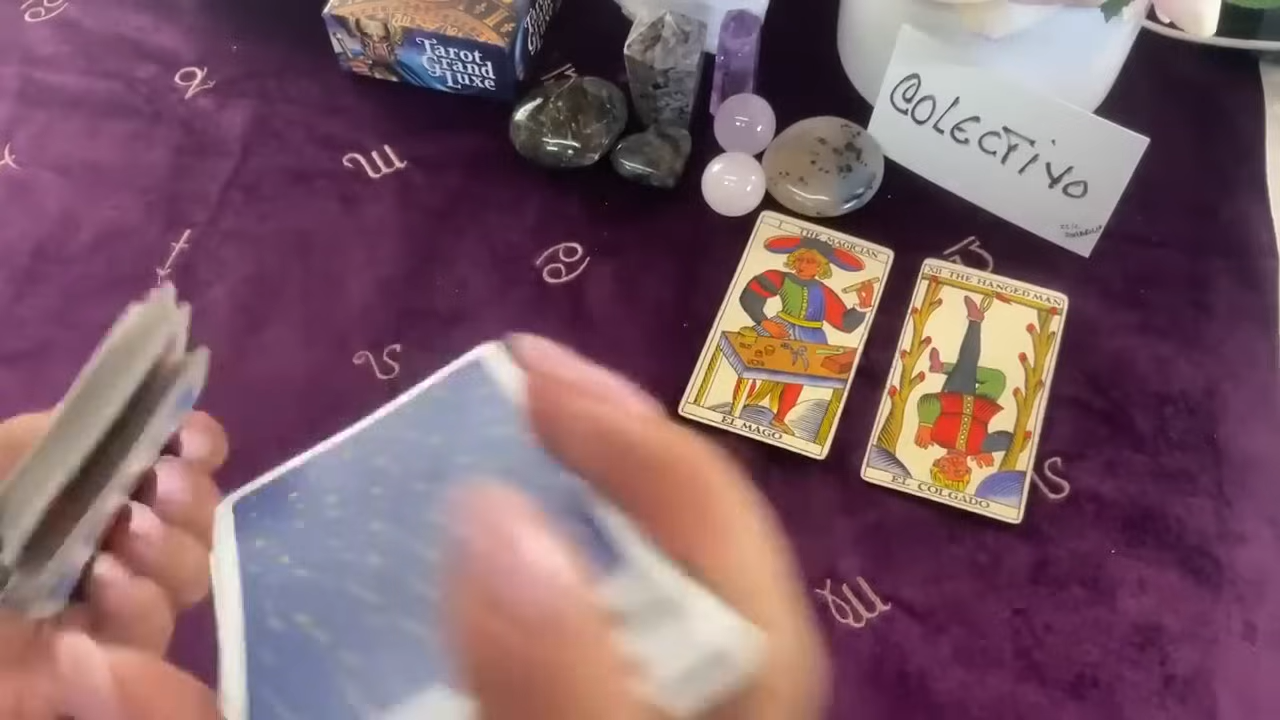 Tarot
Grand
Luxe
COLECTIVO
I THE MAGICIAN
EL MAGO
XII THE HANGED MAN
EL COLGADO